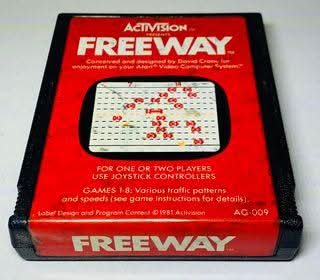 ACTIVISION
PRESENTS
FREEWAY™
Conceived and designed by David Crane for
enjoyment on your Atari® Video Computer System™
FOR ONE OR TWO PLAYERS
USE JOYSTICK CONTROLLERS
GAMES 1-8: Various traffic patterns
and speeds (see game instructions for details).
Label Design and Program Content © 1981 Activision
AG-009
FREEWAY™